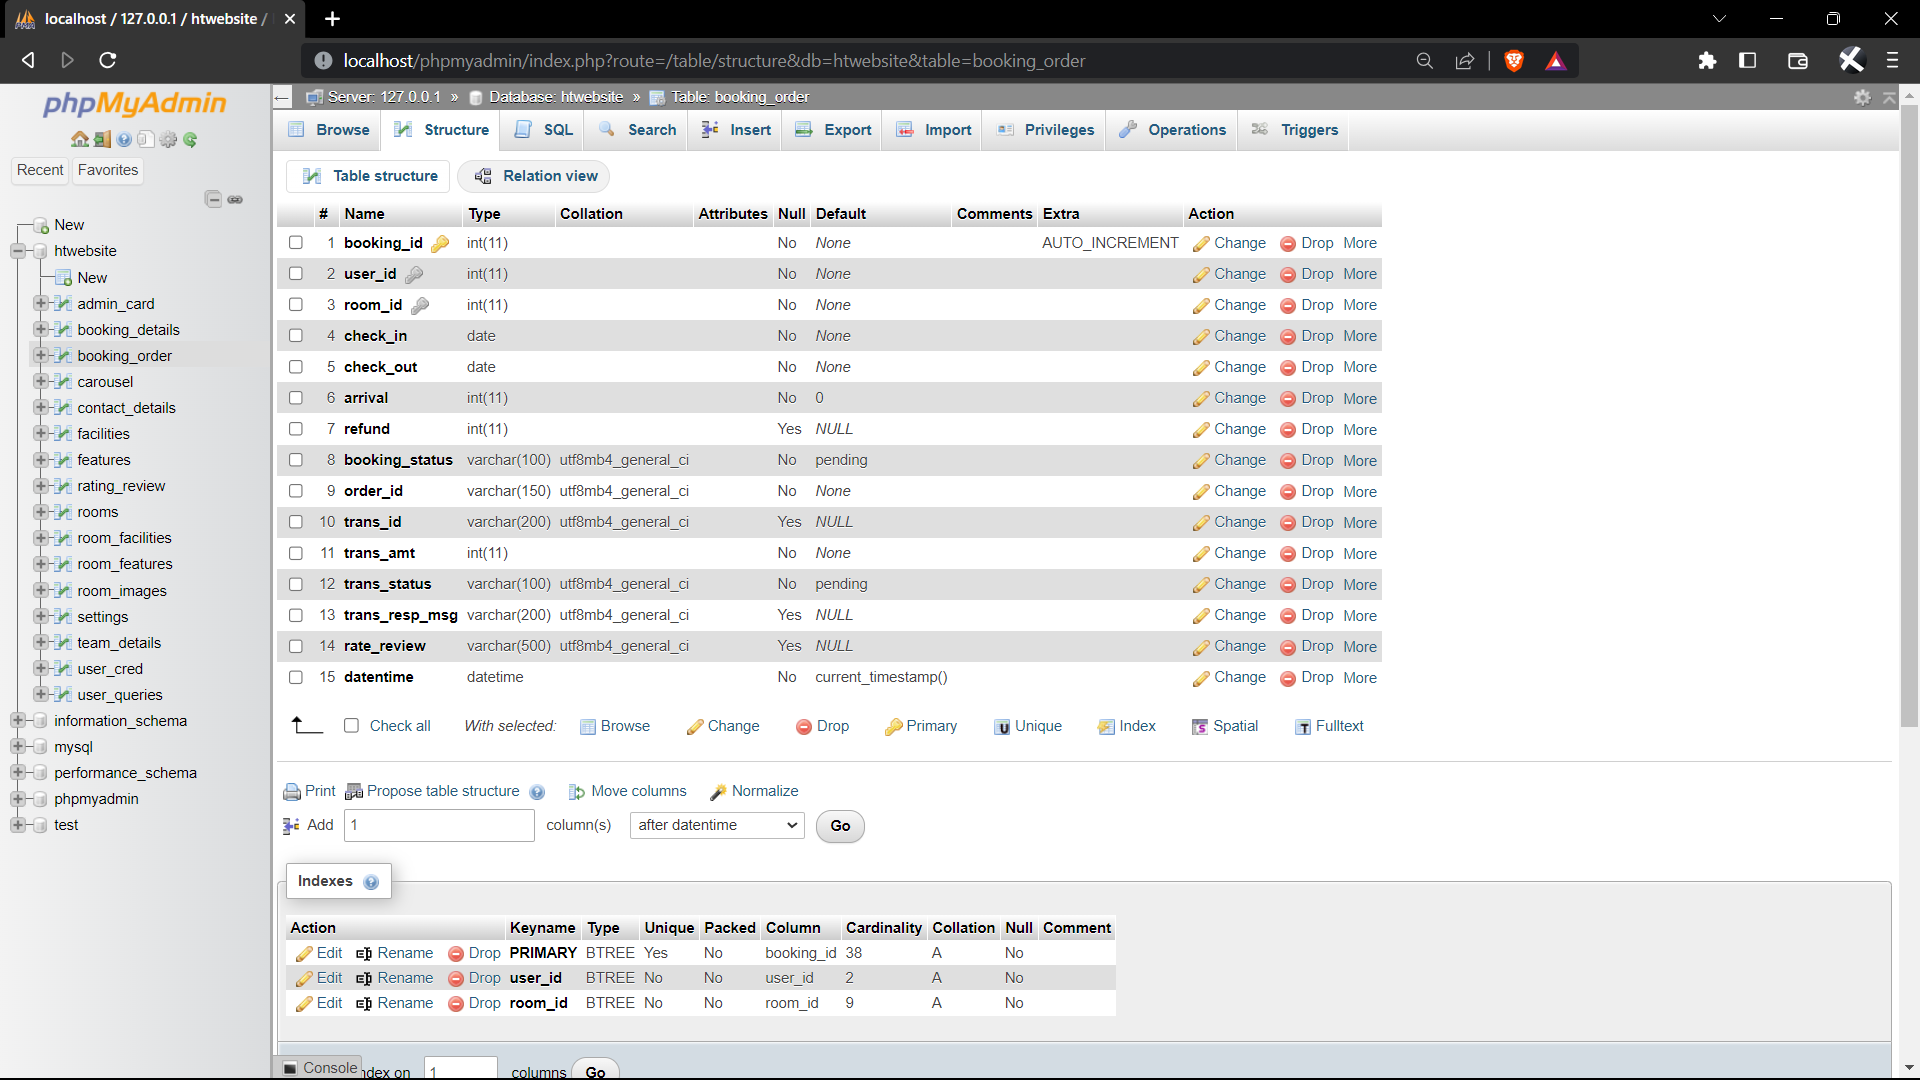 localhost / 127.0.0.1 / htwebsite /
localhost/phpmyadmin/index.php?route=/table/structure&db=htwebsite&table=booking_order
phpMyAdmin
Recent Favorites
New
htwebsite
New
admin_card
booking_details
booking_order
carousel
contact_details
facilities
features
rating_review
rooms
room_facilities
room_features
room_images
settings
team_details
user_cred
user_queries
information_schema
mysql
performance_schema
phpmyadmin
test
Server: 127.0.0.1 » Database: htwebsite » Table: booking_order
Browse Structure SQL Search Insert Export Import Privileges Operations Triggers
Table structure Relation view
# Name Type Collation Attributes Null Default Comments Extra Action
1 booking_id int(11) No None AUTO_INCREMENT Change Drop More
2 user_id int(11) No None Change Drop More
3 room_id int(11) No None Change Drop More
4 check_in date No None Change Drop More
5 check_out date No None Change Drop More
6 arrival int(11) No 0 Change Drop More
7 refund int(11) Yes NULL Change Drop More
8 booking_status varchar(100) utf8mb4_general_ci No pending Change Drop More
9 order_id varchar(150) utf8mb4_general_ci No None Change Drop More
10 trans_id varchar(200) utf8mb4_general_ci Yes NULL Change Drop More
11 trans_amt int(11) No None Change Drop More
12 trans_status varchar(100) utf8mb4_general_ci No pending Change Drop More
13 trans_resp_msg varchar(200) utf8mb4_general_ci Yes NULL Change Drop More
14 rate_review varchar(500) utf8mb4_general_ci Yes NULL Change Drop More
15 datentime datetime No current_timestamp() Change Drop More
Check all With selected: Browse Change Drop Primary Unique Index Spatial Fulltext
Print Propose table structure Move columns Normalize
Add 1 column(s) after datentime Go
Indexes
Action Keyname Type Unique Packed Column Cardinality Collation Null Comment
Edit Rename Drop PRIMARY BTREE Yes No booking_id 38 A No
Edit Rename Drop user_id BTREE No No user_id 2 A No
Edit Rename Drop room_id BTREE No No room_id 9 A No
Console ndex on 1 columns Go